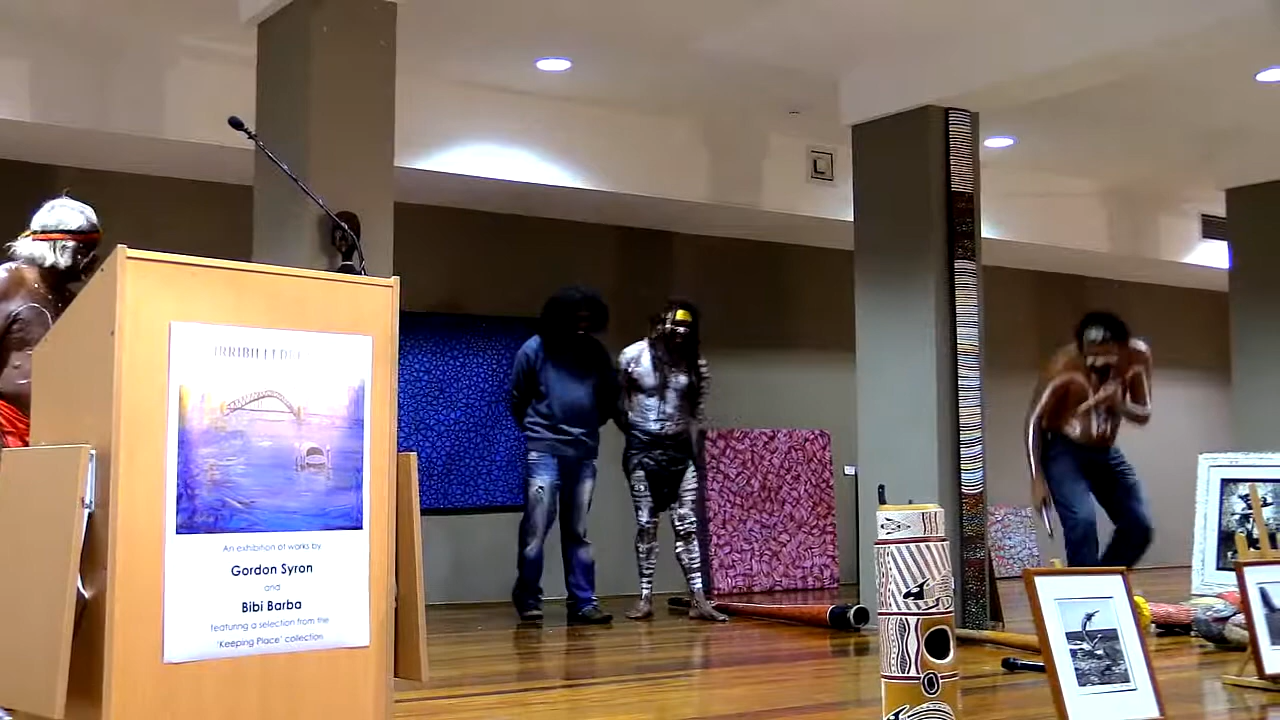 An exhibition of works by
Gordon Syron
and
Bibi Barba
featuring a selection from the
'Keeping Place' collection